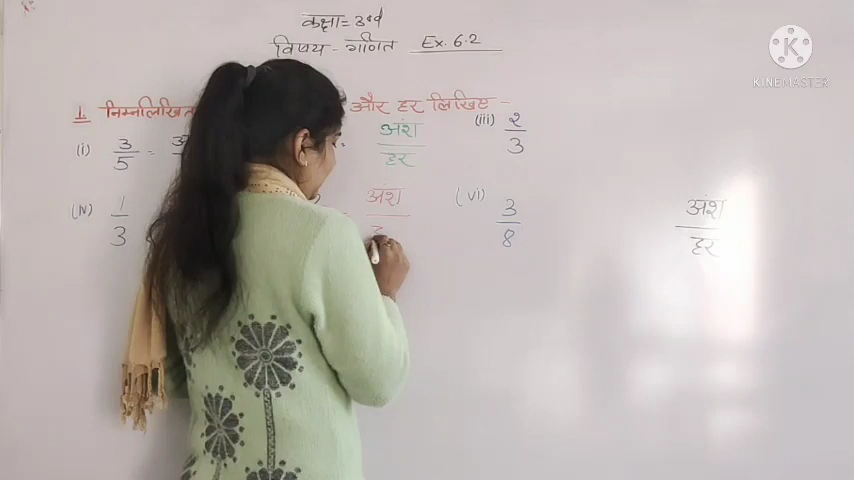 कक्षा = 3rd
विषय - गणित Ex. 6.2
1. निम्नलिखित और हर लिखिए -
(i) 3/5 = = अंश/हर (iii) २/3
(iv) 1/3 अंश (vi) 3/8 अंश/हर
K
KINEMASTER